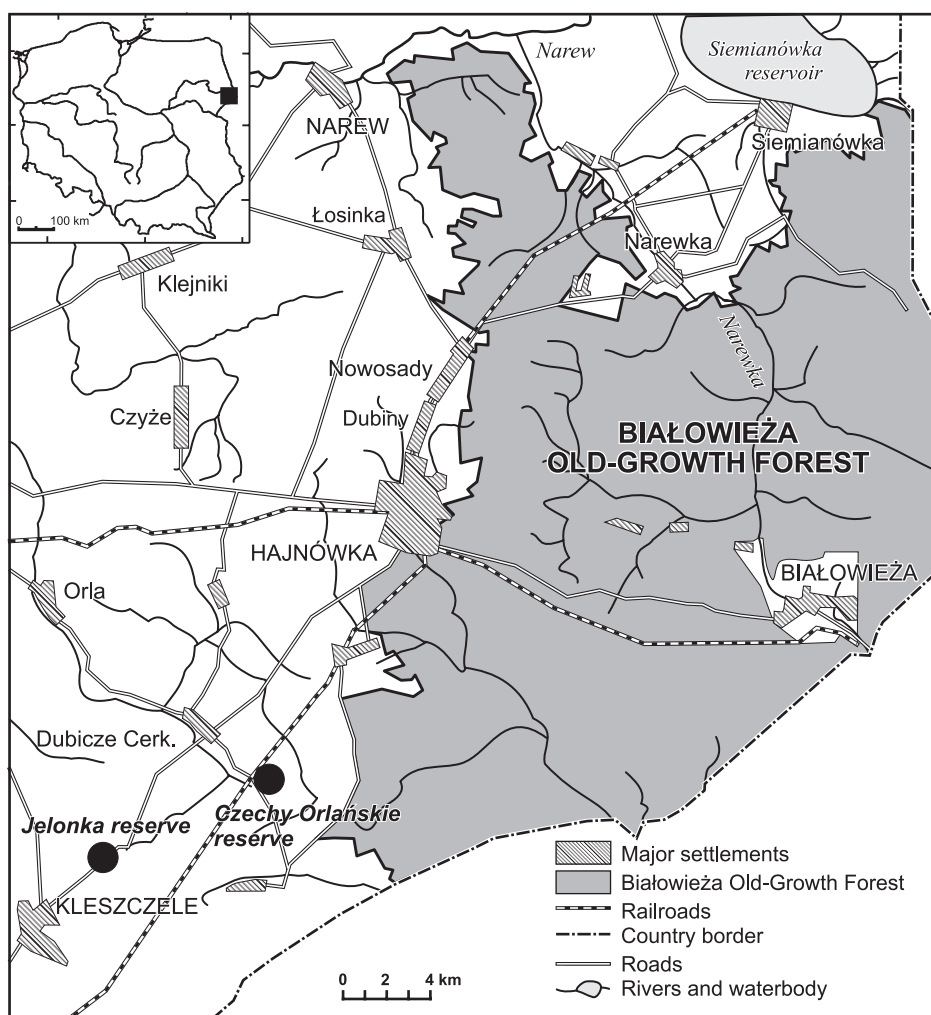 Narew
Siemianówka
reservoir
0 100 km
NAREW
Siemianówka
Łosinka
Narewka
Klejniki
Narewka
Nowosady
Dubiny
Czyże
BIAŁOWIEŻA
OLD-GROWTH FOREST
HAJNÓWKA
BIAŁOWIEŻA
Orla
Dubicze Cerk.
Czechy Orlańskie
reserve
Jelonka reserve
KLESZCZELE
Major settlements
Białowieża Old-Growth Forest
Railroads
Country border
Roads
Rivers and waterbody
0 2 4 km